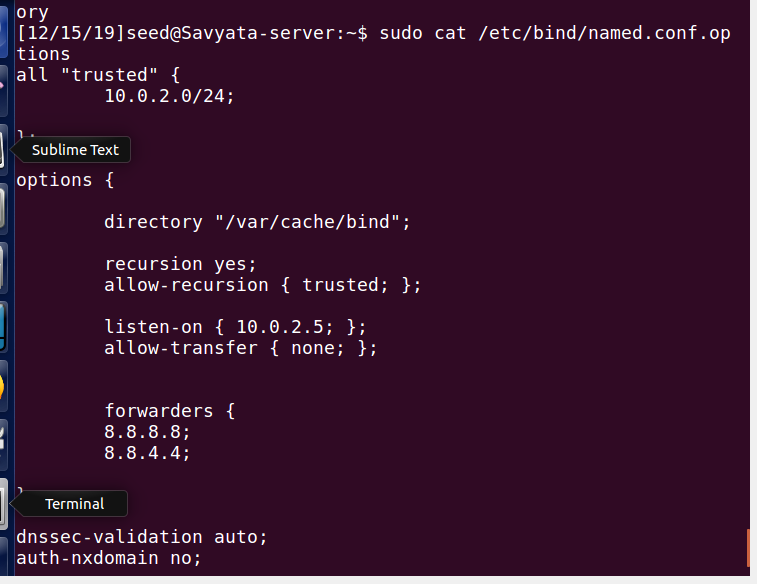 ory
[12/15/19]seed@Savyata-server:~$ sudo cat /etc/bind/named.conf.op
tions
all "trusted" {
10.0.2.0/24;
};
Sublime Text
options {
directory "/var/cache/bind";
recursion yes;
allow-recursion { trusted; };
listen-on { 10.0.2.5; };
allow-transfer { none; };
forwarders {
8.8.8.8;
8.8.4.4;
}
Terminal
dnssec-validation auto;
auth-nxdomain no;